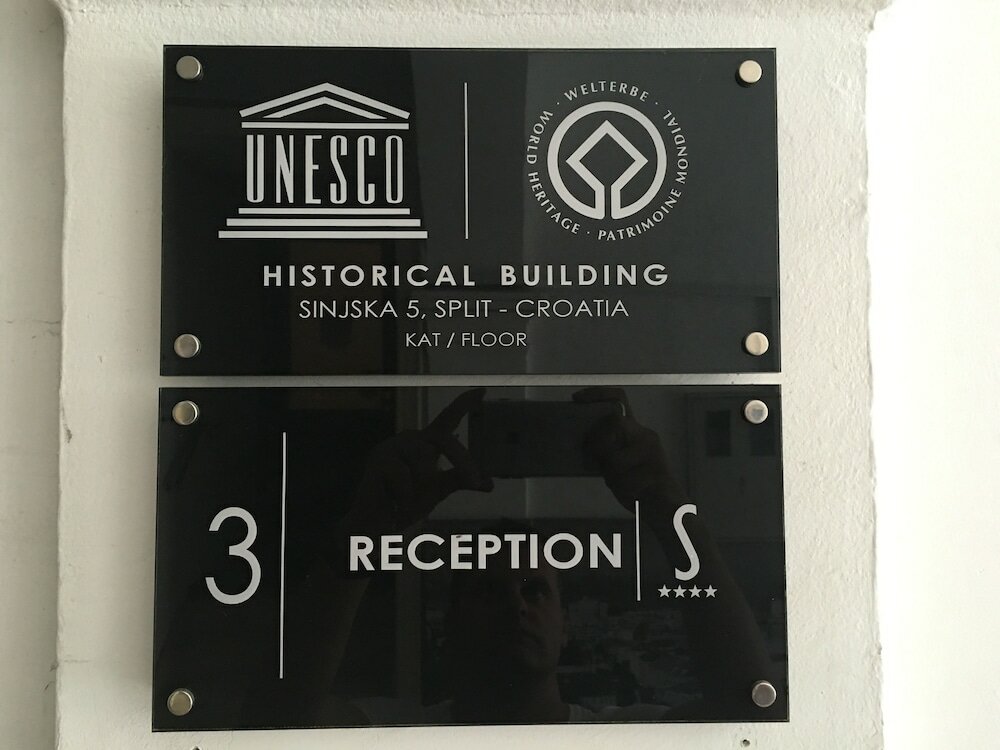 UNESCO
WORLD HERITAGE · WELTERBE · PATRIMOINE MONDIAL
HISTORICAL BUILDING
SINJSKA 5, SPLIT - CROATIA
KAT / FLOOR
3
RECEPTION
S
★★★★